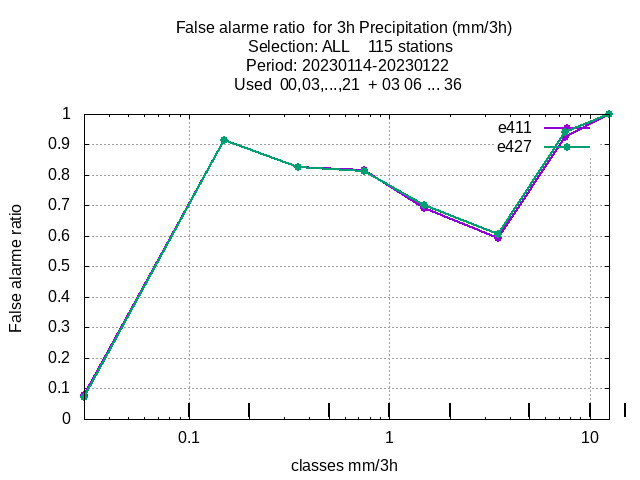 False alarme ratio  for 3h Precipitation (mm/3h)
Selection: ALL    115 stations
Period: 20230114-20230122
Used  00,03,...,21  + 03 06 ... 36
e411
e427
1
0.9
0.8
0.7
0.6
0.5
0.4
0.3
0.2
0.1
0
False alarme ratio
0.1 1 10
classes mm/3h